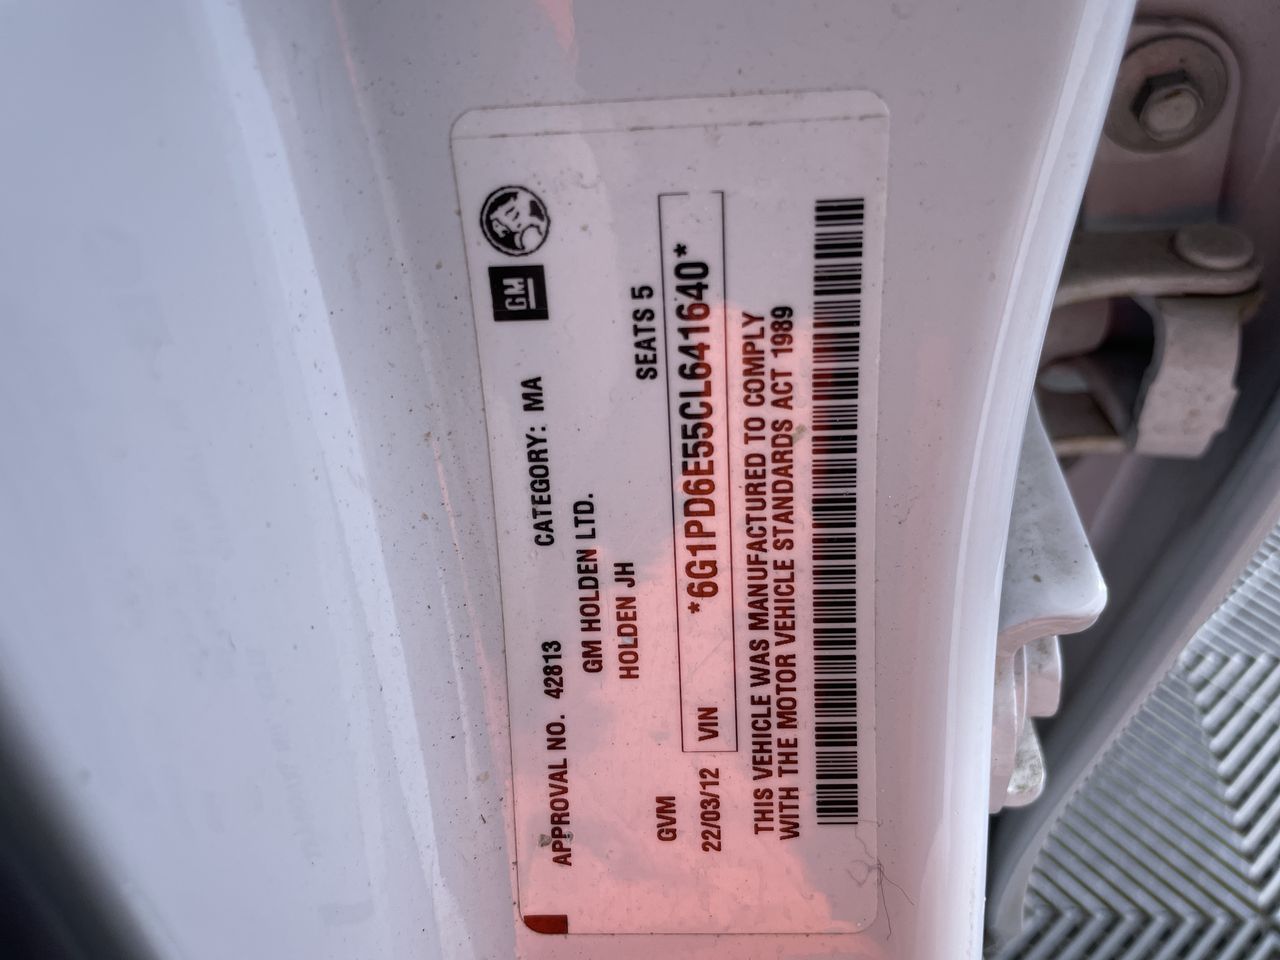 GM
APPROVAL NO. 42813 CATEGORY: MA
GM HOLDEN LTD.
HOLDEN JH
GVM SEATS 5
22/03/12 VIN *6G1PD6E55CL641640*
THIS VEHICLE WAS MANUFACTURED TO COMPLY
WITH THE MOTOR VEHICLE STANDARDS ACT 1989